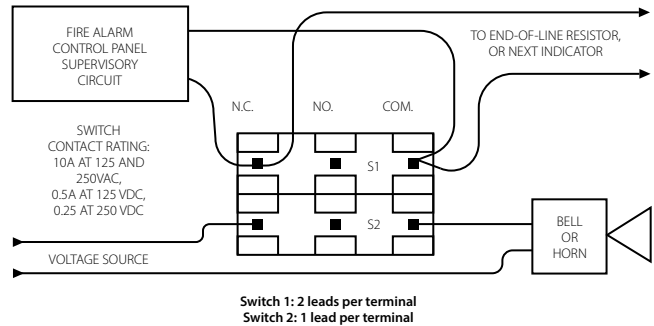 FIRE ALARM
CONTROL PANEL
SUPERVISORY
CIRCUIT
TO END-OF-LINE RESISTOR,
OR NEXT INDICATOR
N.C.
NO.
COM.
SWITCH
CONTACT RATING:
10A AT 125 AND
250VAC,
0.5A AT 125 VDC,
0.25 AT 250 VDC
S1
S2
BELL
OR
HORN
VOLTAGE SOURCE
Switch 1: 2 leads per terminal
Switch 2: 1 lead per terminal